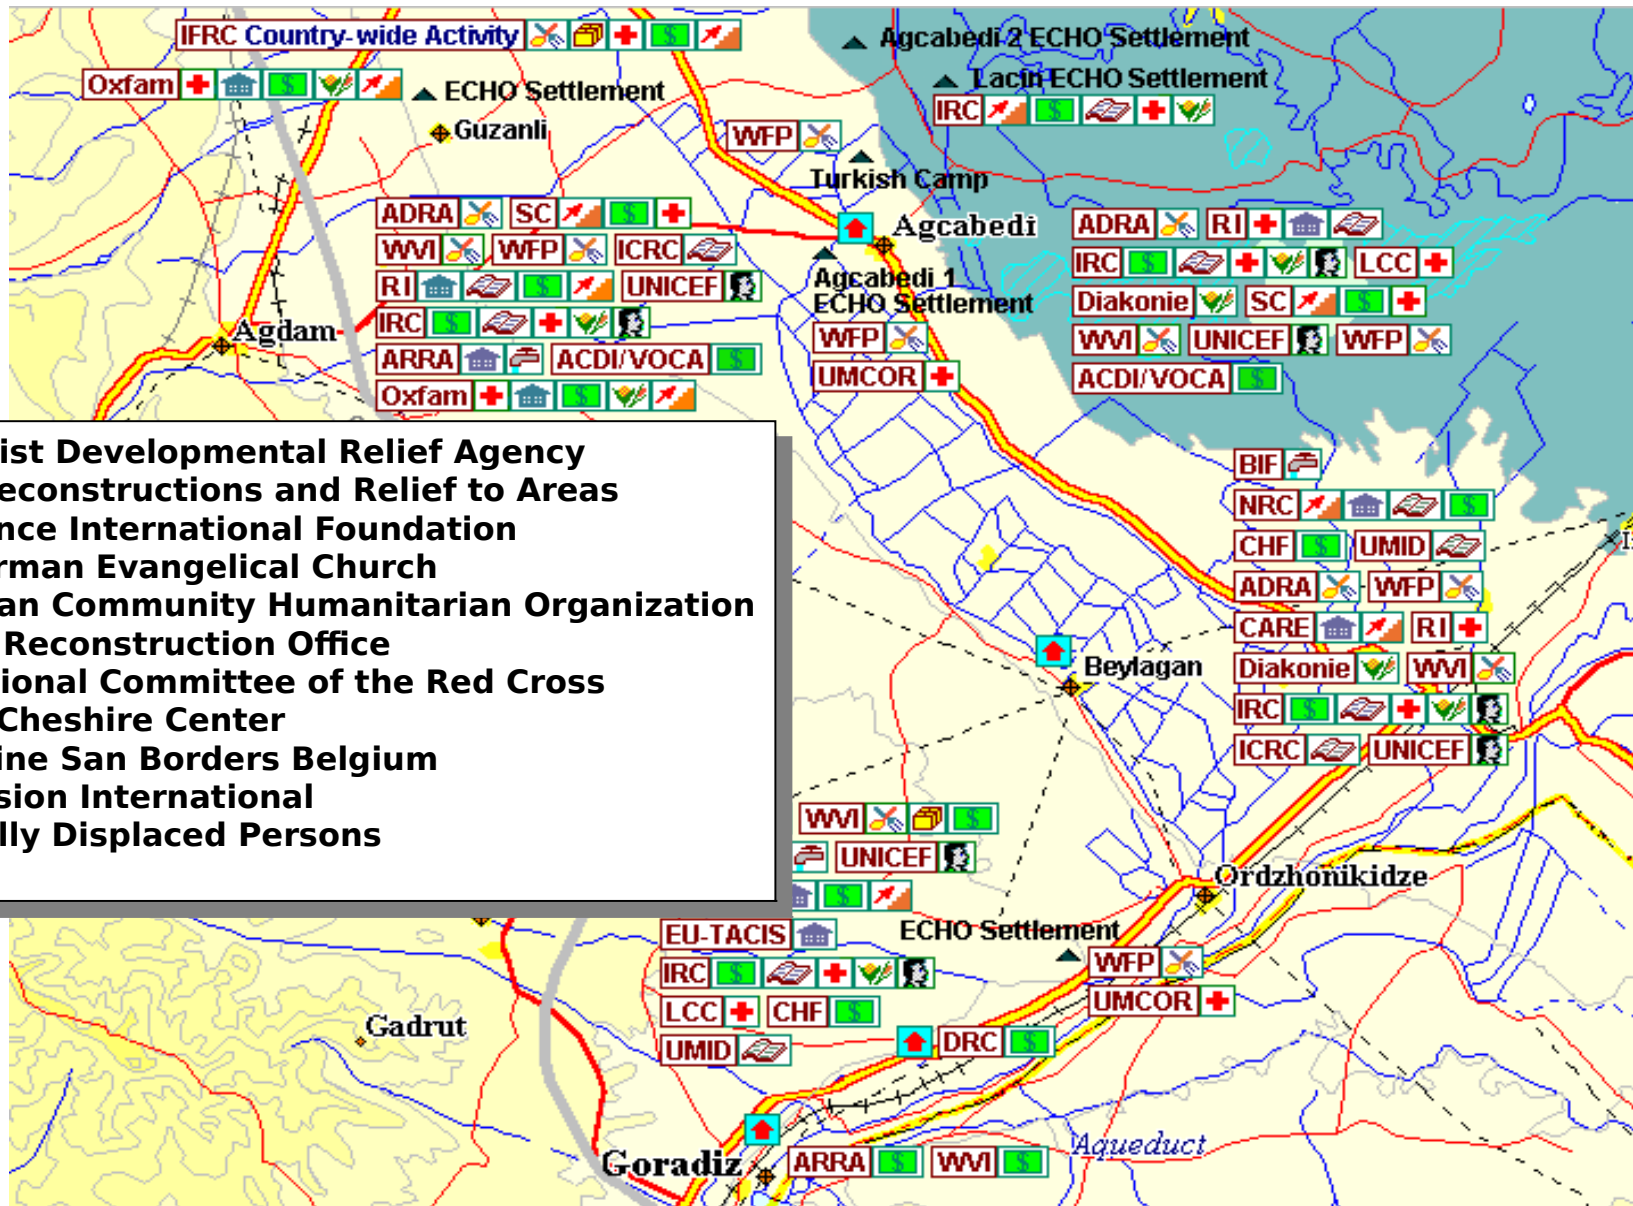 IFRC Country-wide Activity
Agcabedi 2 ECHO Settlement
Oxfam
ECHO Settlement
Lacin ECHO Settlement
IRC
Guzanli
WFP
Turkish Camp
ADRA SC
WVI WFP ICRC
RI UNICEF
IRC
ARRA ACDI/VOCA
Oxfam
Agdam
Agcabedi
Agcabedi 1
ECHO Settlement
WFP
UMCOR
ADRA RI
IRC LCC
Diakonie SC
WVI UNICEF WFP
ACDI/VOCA
ist Developmental Relief Agency
econstructions and Relief to Areas
nce International Foundation
rman Evangelical Church
an Community Humanitarian Organization
Reconstruction Office
ional Committee of the Red Cross
Cheshire Center
ine San Borders Belgium
sion International
lly Displaced Persons
BIF
NRC
CHF UMID
ADRA WFP
CARE RI
Diakonie WVI
IRC
ICRC UNICEF
Beylagan
WVI
UNICEF
EU-TACIS
IRC
LCC CHF
UMID
Ordzhonikidze
ECHO Settlement
WFP
UMCOR
DRC
Gadrut
Goradiz
ARRA WVI
Aqueduct